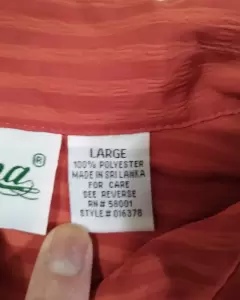 LARGE
100% POLYESTER
MADE IN SRI LANKA
FOR CARE
SEE REVERSE
RN# 58001
STYLE# 016378
®